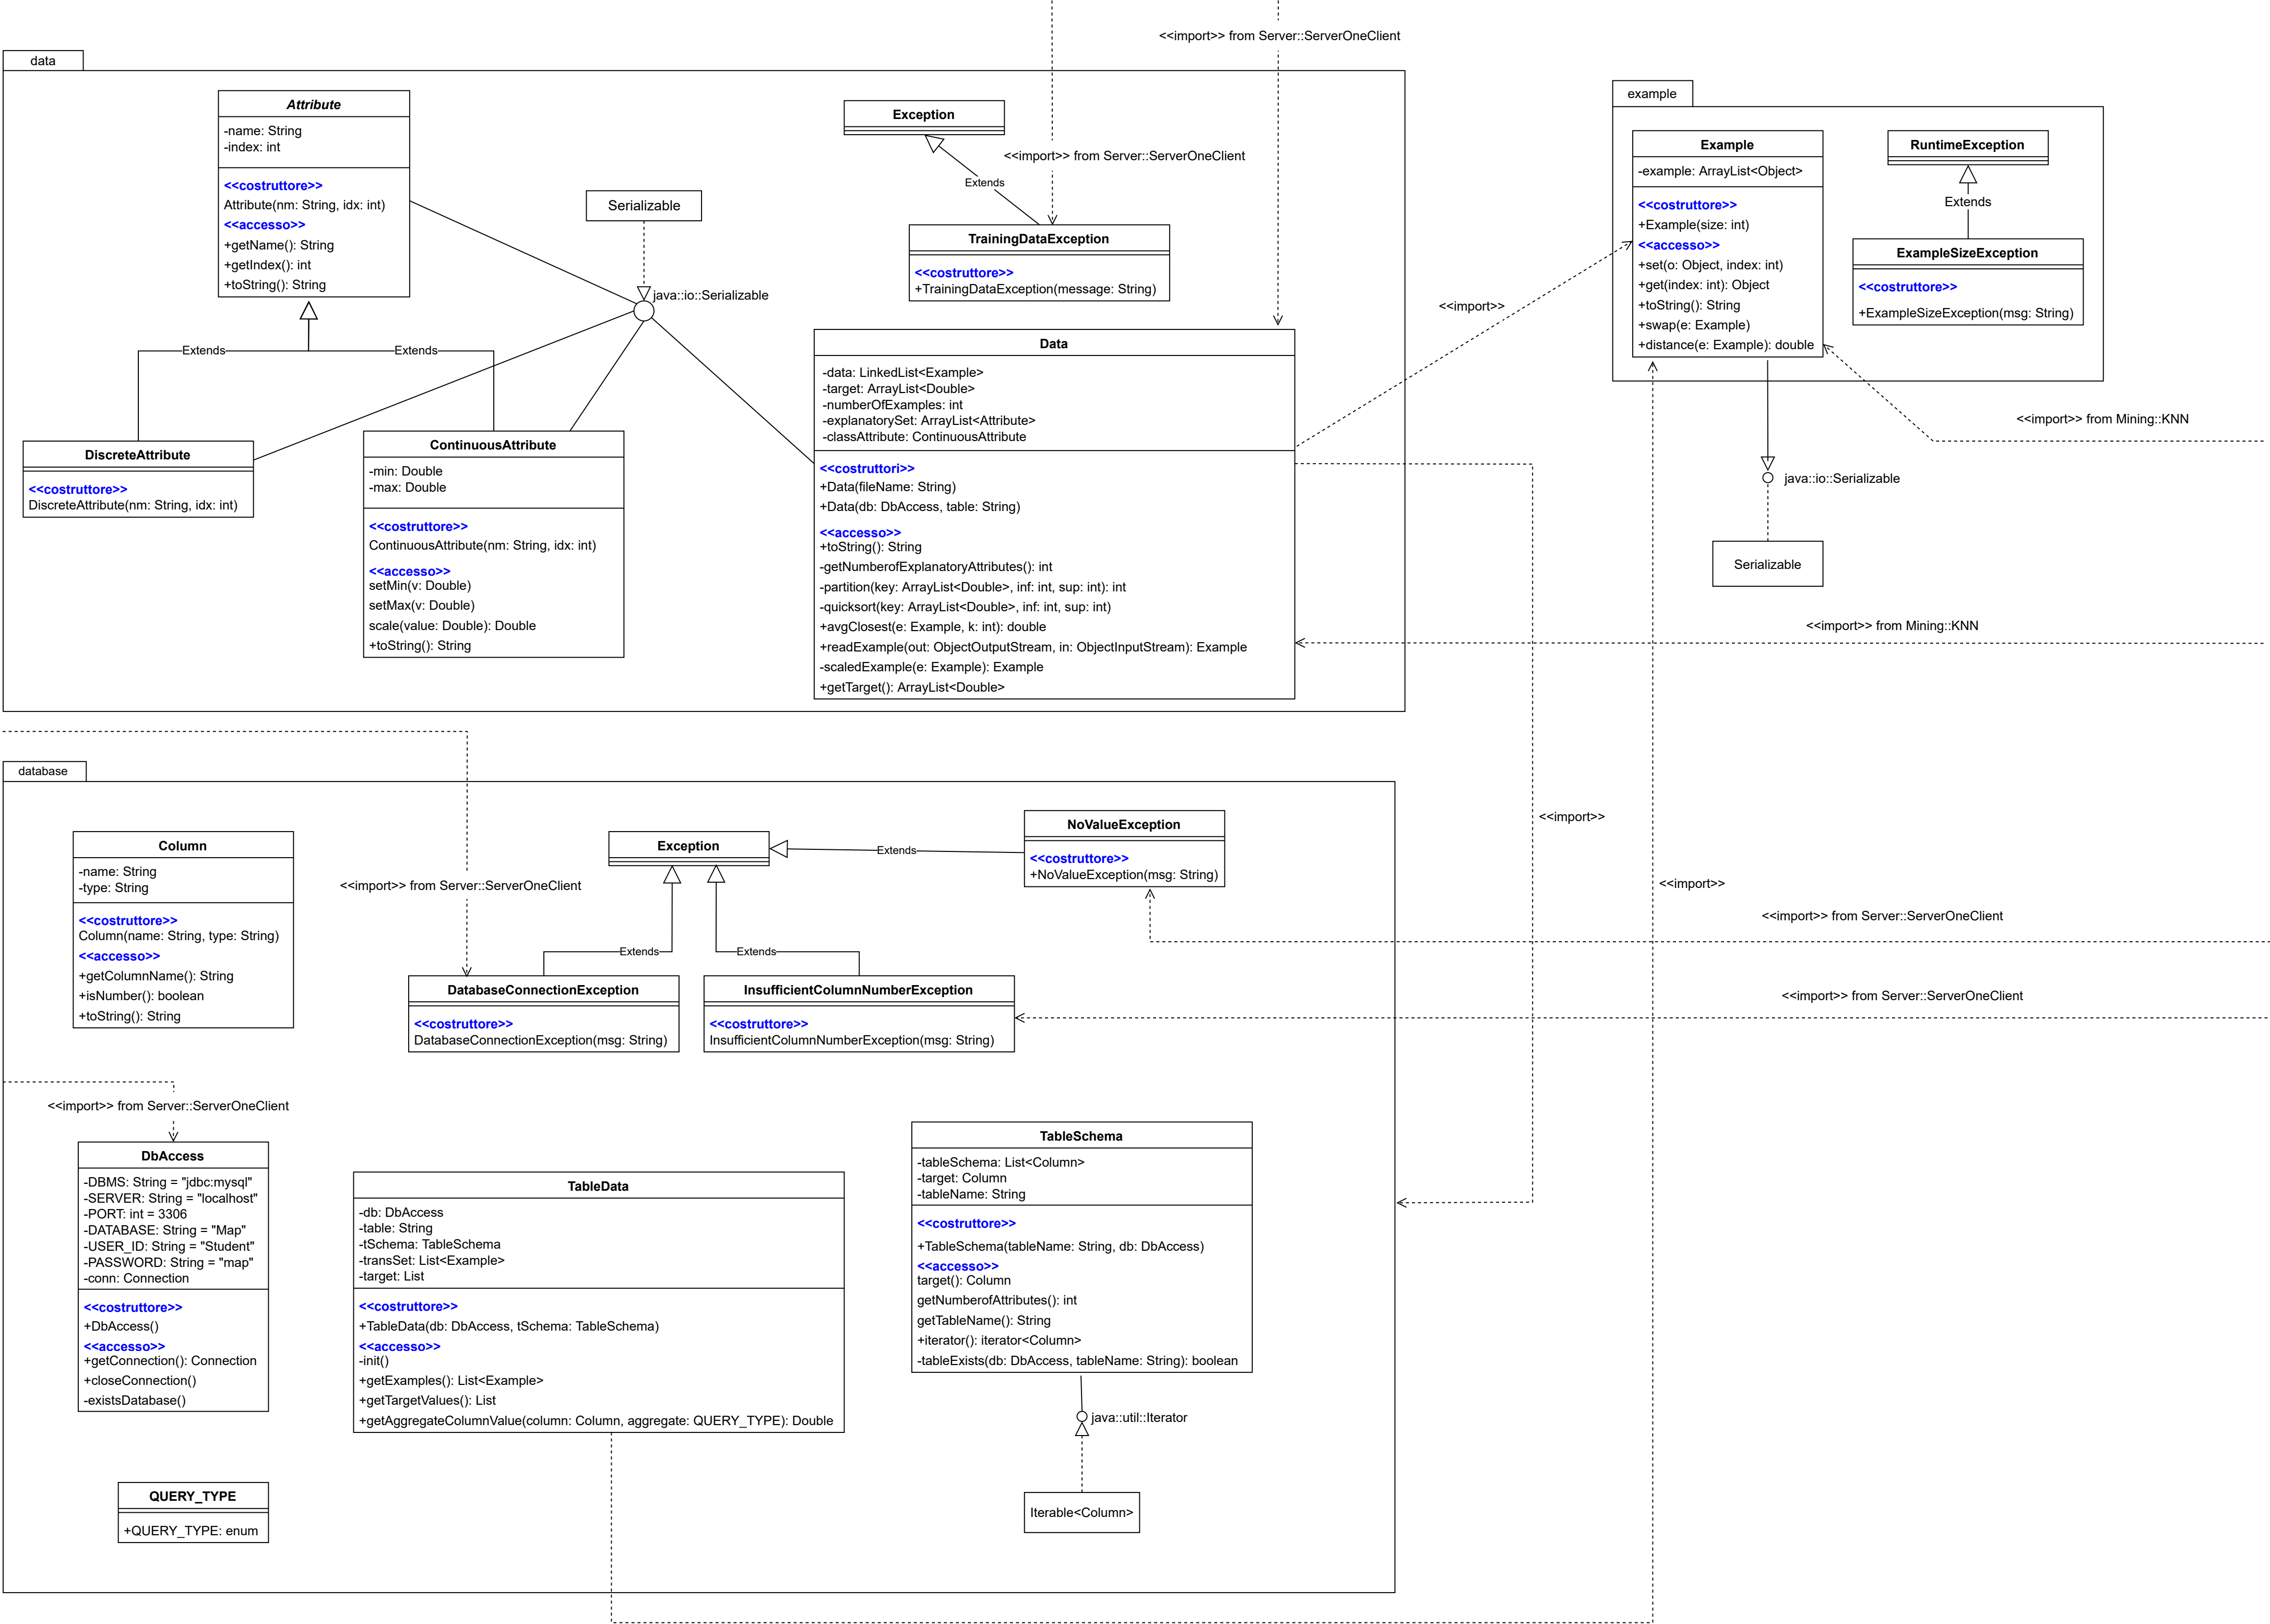 <<import>> from Server::ServerOneClient
data
Attribute
-name: String
-index: int
<<costruttore>>
Attribute(nm: String, idx: int)
<<accesso>>
+getName(): String
+getIndex(): int
+toString(): String
Extends
Extends
DiscreteAttribute
<<costruttore>>
DiscreteAttribute(nm: String, idx: int)
ContinuousAttribute
-min: Double
-max: Double
<<costruttore>>
ContinuousAttribute(nm: String, idx: int)
<<accesso>>
setMin(v: Double)
setMax(v: Double)
scale(value: Double): Double
+toString(): String
Serializable
java::io::Serializable
Exception
<<import>> from Server::ServerOneClient
Extends
TrainingDataException
<<costruttore>>
+TrainingDataException(message: String)
Data
-data: LinkedList<Example>
-target: ArrayList<Double>
-numberOfExamples: int
-explanatorySet: ArrayList<Attribute>
-classAttribute: ContinuousAttribute
<<costruttori>>
+Data(fileName: String)
+Data(db: DbAccess, table: String)
<<accesso>>
+toString(): String
-getNumberofExplanatoryAttributes(): int
-partition(key: ArrayList<Double>, inf: int, sup: int): int
-quicksort(key: ArrayList<Double>, inf: int, sup: int)
+avgClosest(e: Example, k: int): double
+readExample(out: ObjectOutputStream, in: ObjectInputStream): Example
-scaledExample(e: Example): Example
+getTarget(): ArrayList<Double>
<<import>>
example
Example
-example: ArrayList<Object>
<<costruttore>>
+Example(size: int)
<<accesso>>
+set(o: Object, index: int)
+get(index: int): Object
+toString(): String
+swap(e: Example)
+distance(e: Example): double
RuntimeException
Extends
ExampleSizeException
<<costruttore>>
+ExampleSizeException(msg: String)
<<import>> from Mining::KNN
java::io::Serializable
Serializable
<<import>> from Mining::KNN
database
Column
-name: String
-type: String
<<costruttore>>
Column(name: String, type: String)
<<accesso>>
+getColumnName(): String
+isNumber(): boolean
+toString(): String
<<import>> from Server::ServerOneClient
Exception
Extends
NoValueException
<<costruttore>>
+NoValueException(msg: String)
Extends
Extends
DatabaseConnectionException
<<costruttore>>
DatabaseConnectionException(msg: String)
InsufficientColumnNumberException
<<costruttore>>
InsufficientColumnNumberException(msg: String)
<<import>>
<<import>>
<<import>> from Server::ServerOneClient
<<import>> from Server::ServerOneClient
<<import>> from Server::ServerOneClient
DbAccess
-DBMS: String = "jdbc:mysql"
-SERVER: String = "localhost"
-PORT: int = 3306
-DATABASE: String = "Map"
-USER_ID: String = "Student"
-PASSWORD: String = "map"
-conn: Connection
<<costruttore>>
+DbAccess()
<<accesso>>
+getConnection(): Connection
+closeConnection()
-existsDatabase()
TableData
-db: DbAccess
-table: String
-tSchema: TableSchema
-transSet: List<Example>
-target: List
<<costruttore>>
+TableData(db: DbAccess, tSchema: TableSchema)
<<accesso>>
-init()
+getExamples(): List<Example>
+getTargetValues(): List
+getAggregateColumnValue(column: Column, aggregate: QUERY_TYPE): Double
TableSchema
-tableSchema: List<Column>
-target: Column
-tableName: String
<<costruttore>>
+TableSchema(tableName: String, db: DbAccess)
<<accesso>>
target(): Column
getNumberofAttributes(): int
getTableName(): String
+iterator(): iterator<Column>
-tableExists(db: DbAccess, tableName: String): boolean
java::util::Iterator
Iterable<Column>
QUERY_TYPE
+QUERY_TYPE: enum